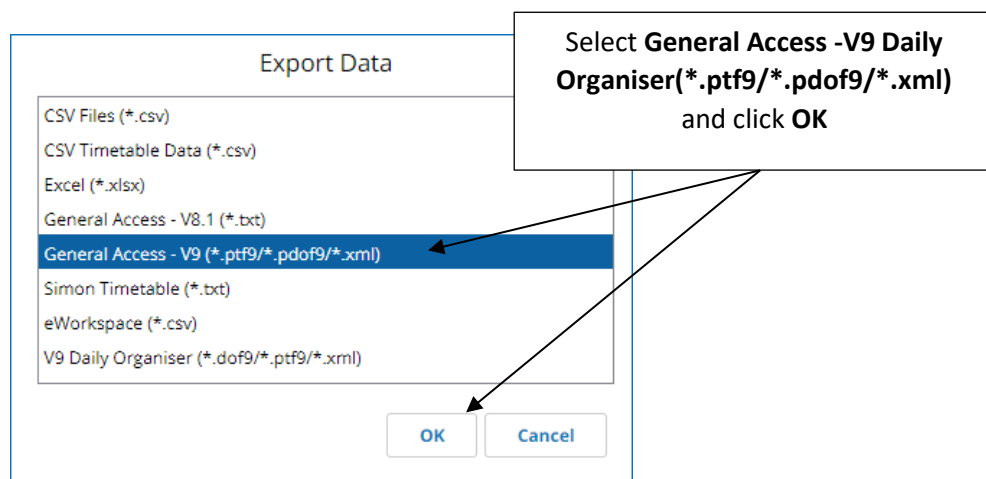 Select General Access -V9 Daily
Organiser(*.ptf9/*.pdof9/*.xml)
and click OK
Export Data
CSV Files (*.csv)
CSV Timetable Data (*.csv)
Excel (*.xlsx)
General Access - V8.1 (*.txt)
General Access - V9 (*.ptf9/*.pdof9/*.xml)
Simon Timetable (*.txt)
eWorkspace (*.csv)
V9 Daily Organiser (*.dof9/*.ptf9/*.xml)
OK
Cancel